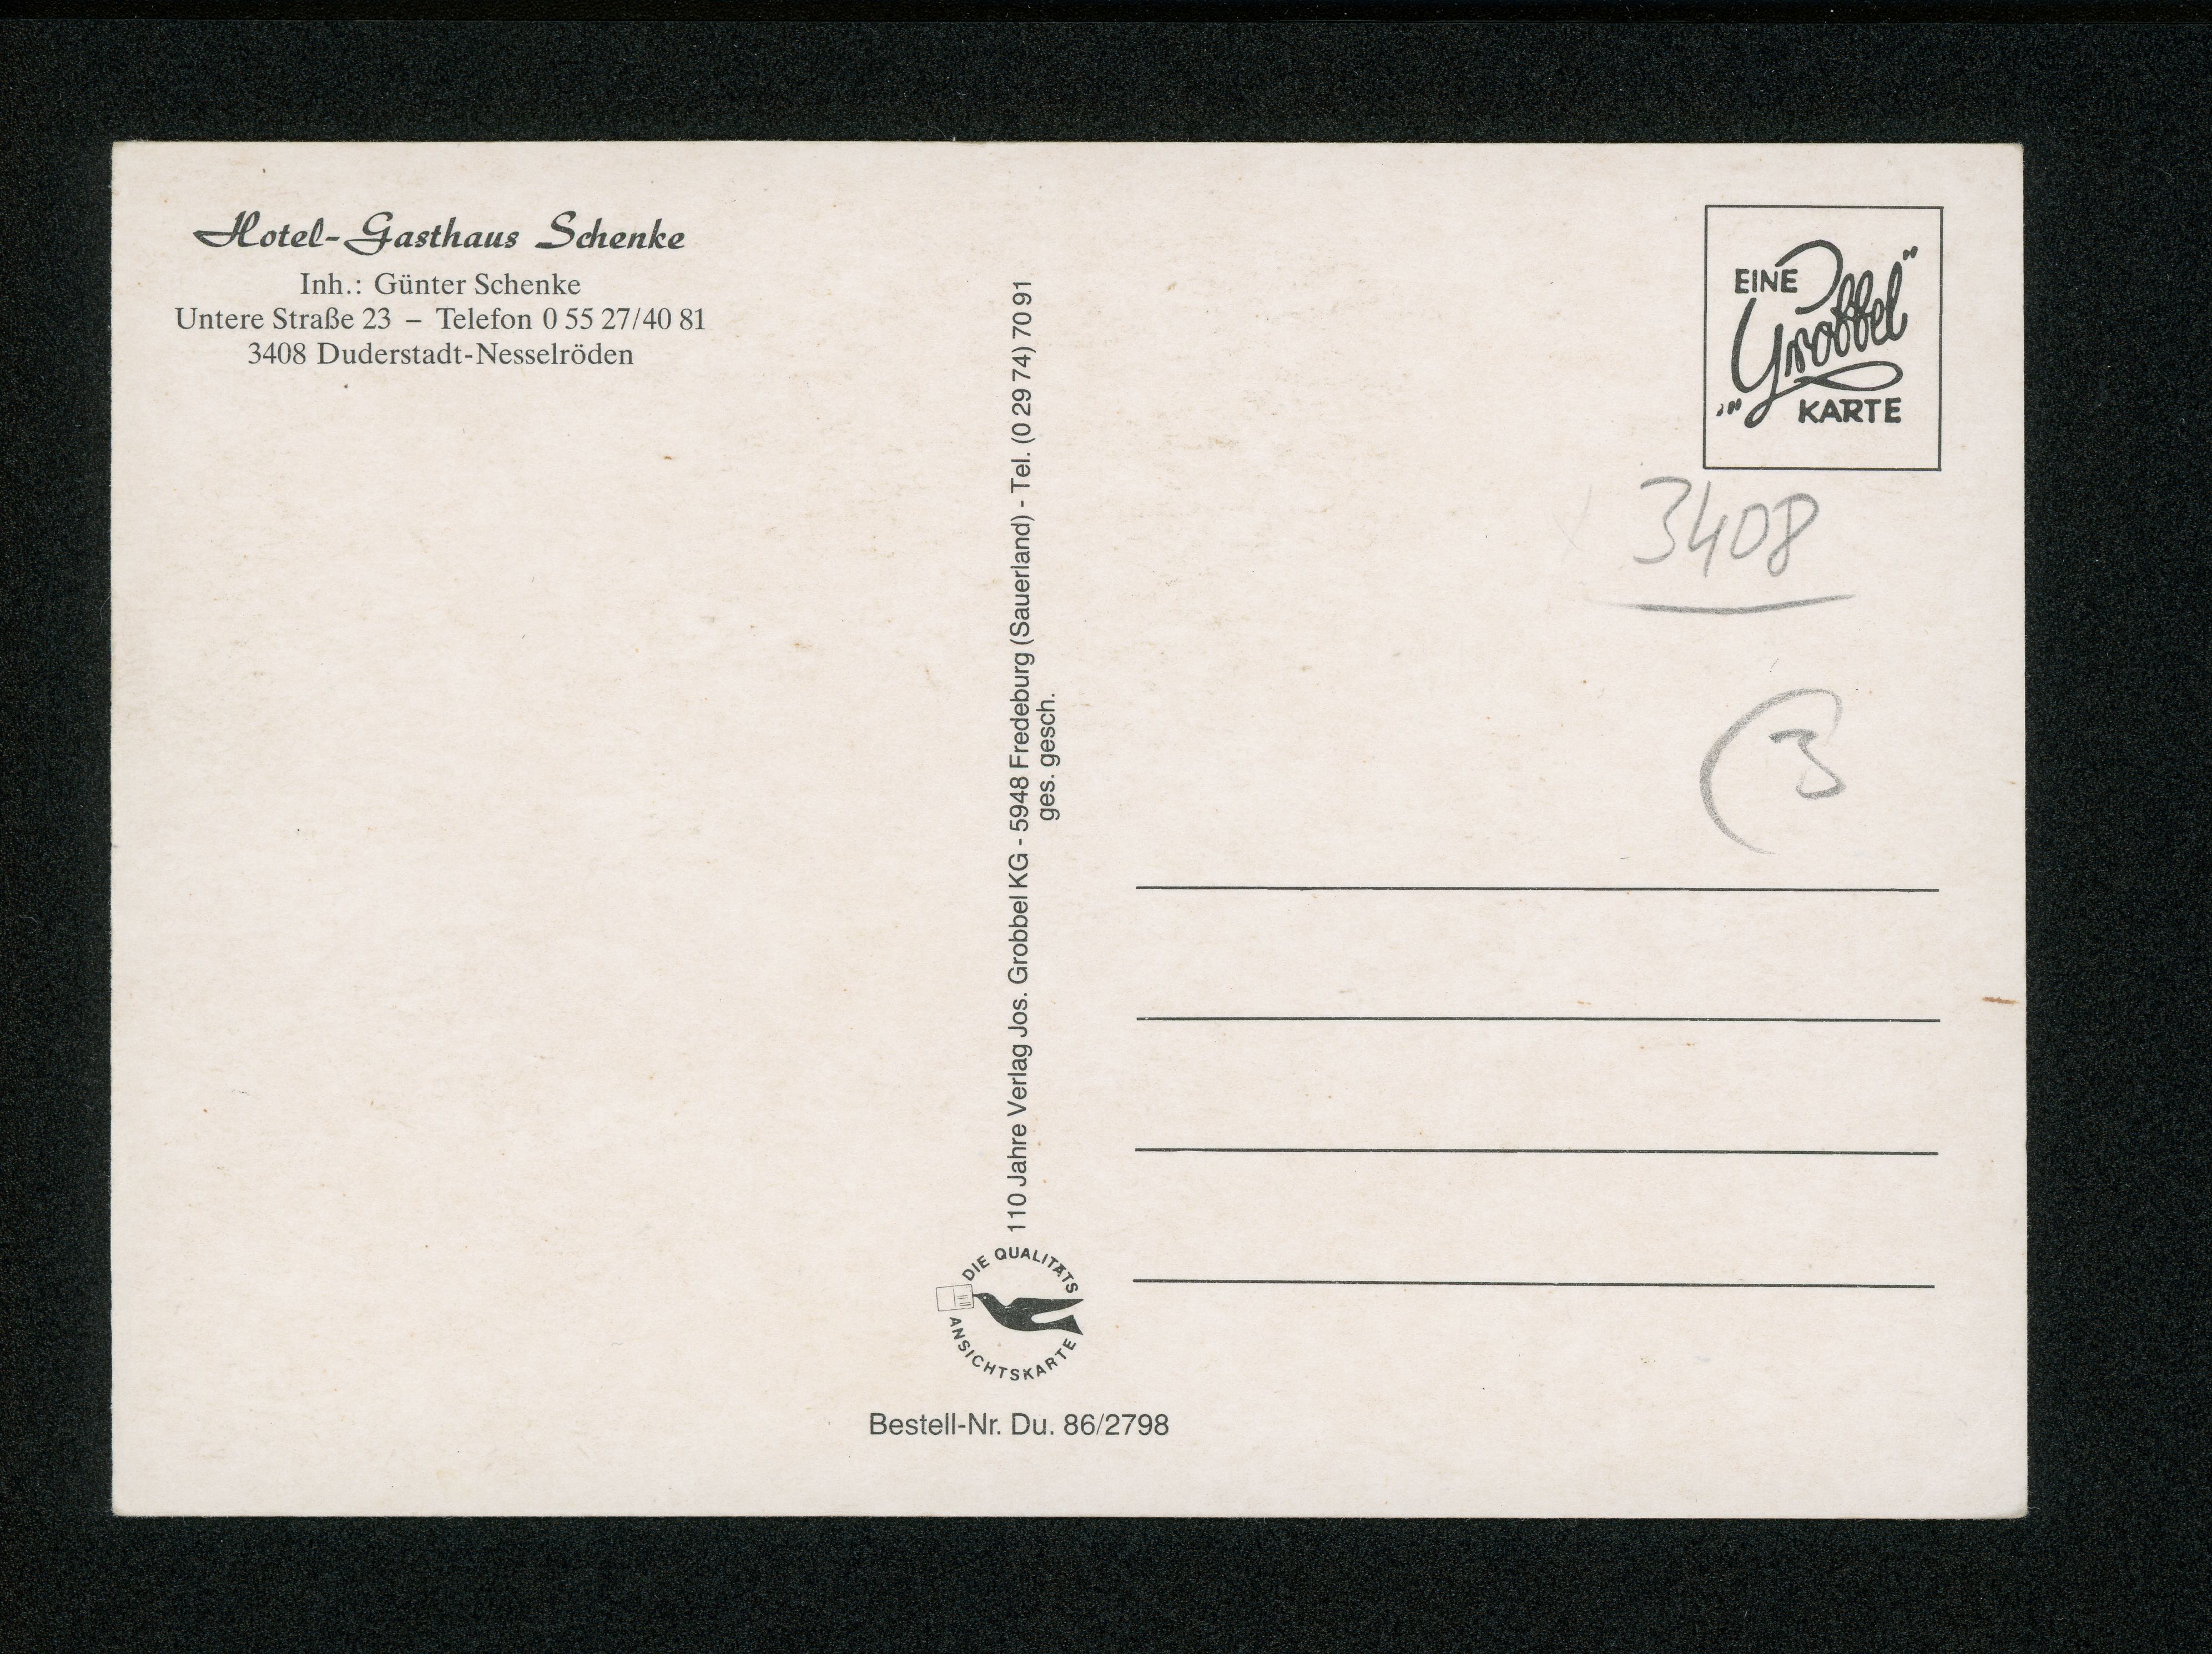 Hotel-Gasthaus Schenke
Inh.: Günter Schenke
Untere Straße 23 – Telefon 0 55 27/40 81
3408 Duderstadt-Nesselröden
110 Jahre Verlag Jos. Grobbel KG - 5948 Fredeburg (Sauerland) - Tel. (0 29 74) 70 91
ges. gesch.
DIE QUALITÄTS
ANSICHTSKARTE
Bestell-Nr. Du. 86/2798
EINE
„Grobbel“
KARTE
3408
(3